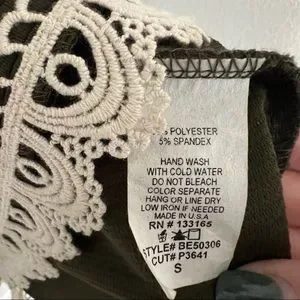 % POLYESTER
5% SPANDEX
HAND WASH
WITH COLD WATER
DO NOT BLEACH
COLOR SEPARATE
HANG OR LINE DRY
LOW IRON IF NEEDED
MADE IN U.S.A
RN # 133165
STYLE# BE50306
CUT# P3641
S